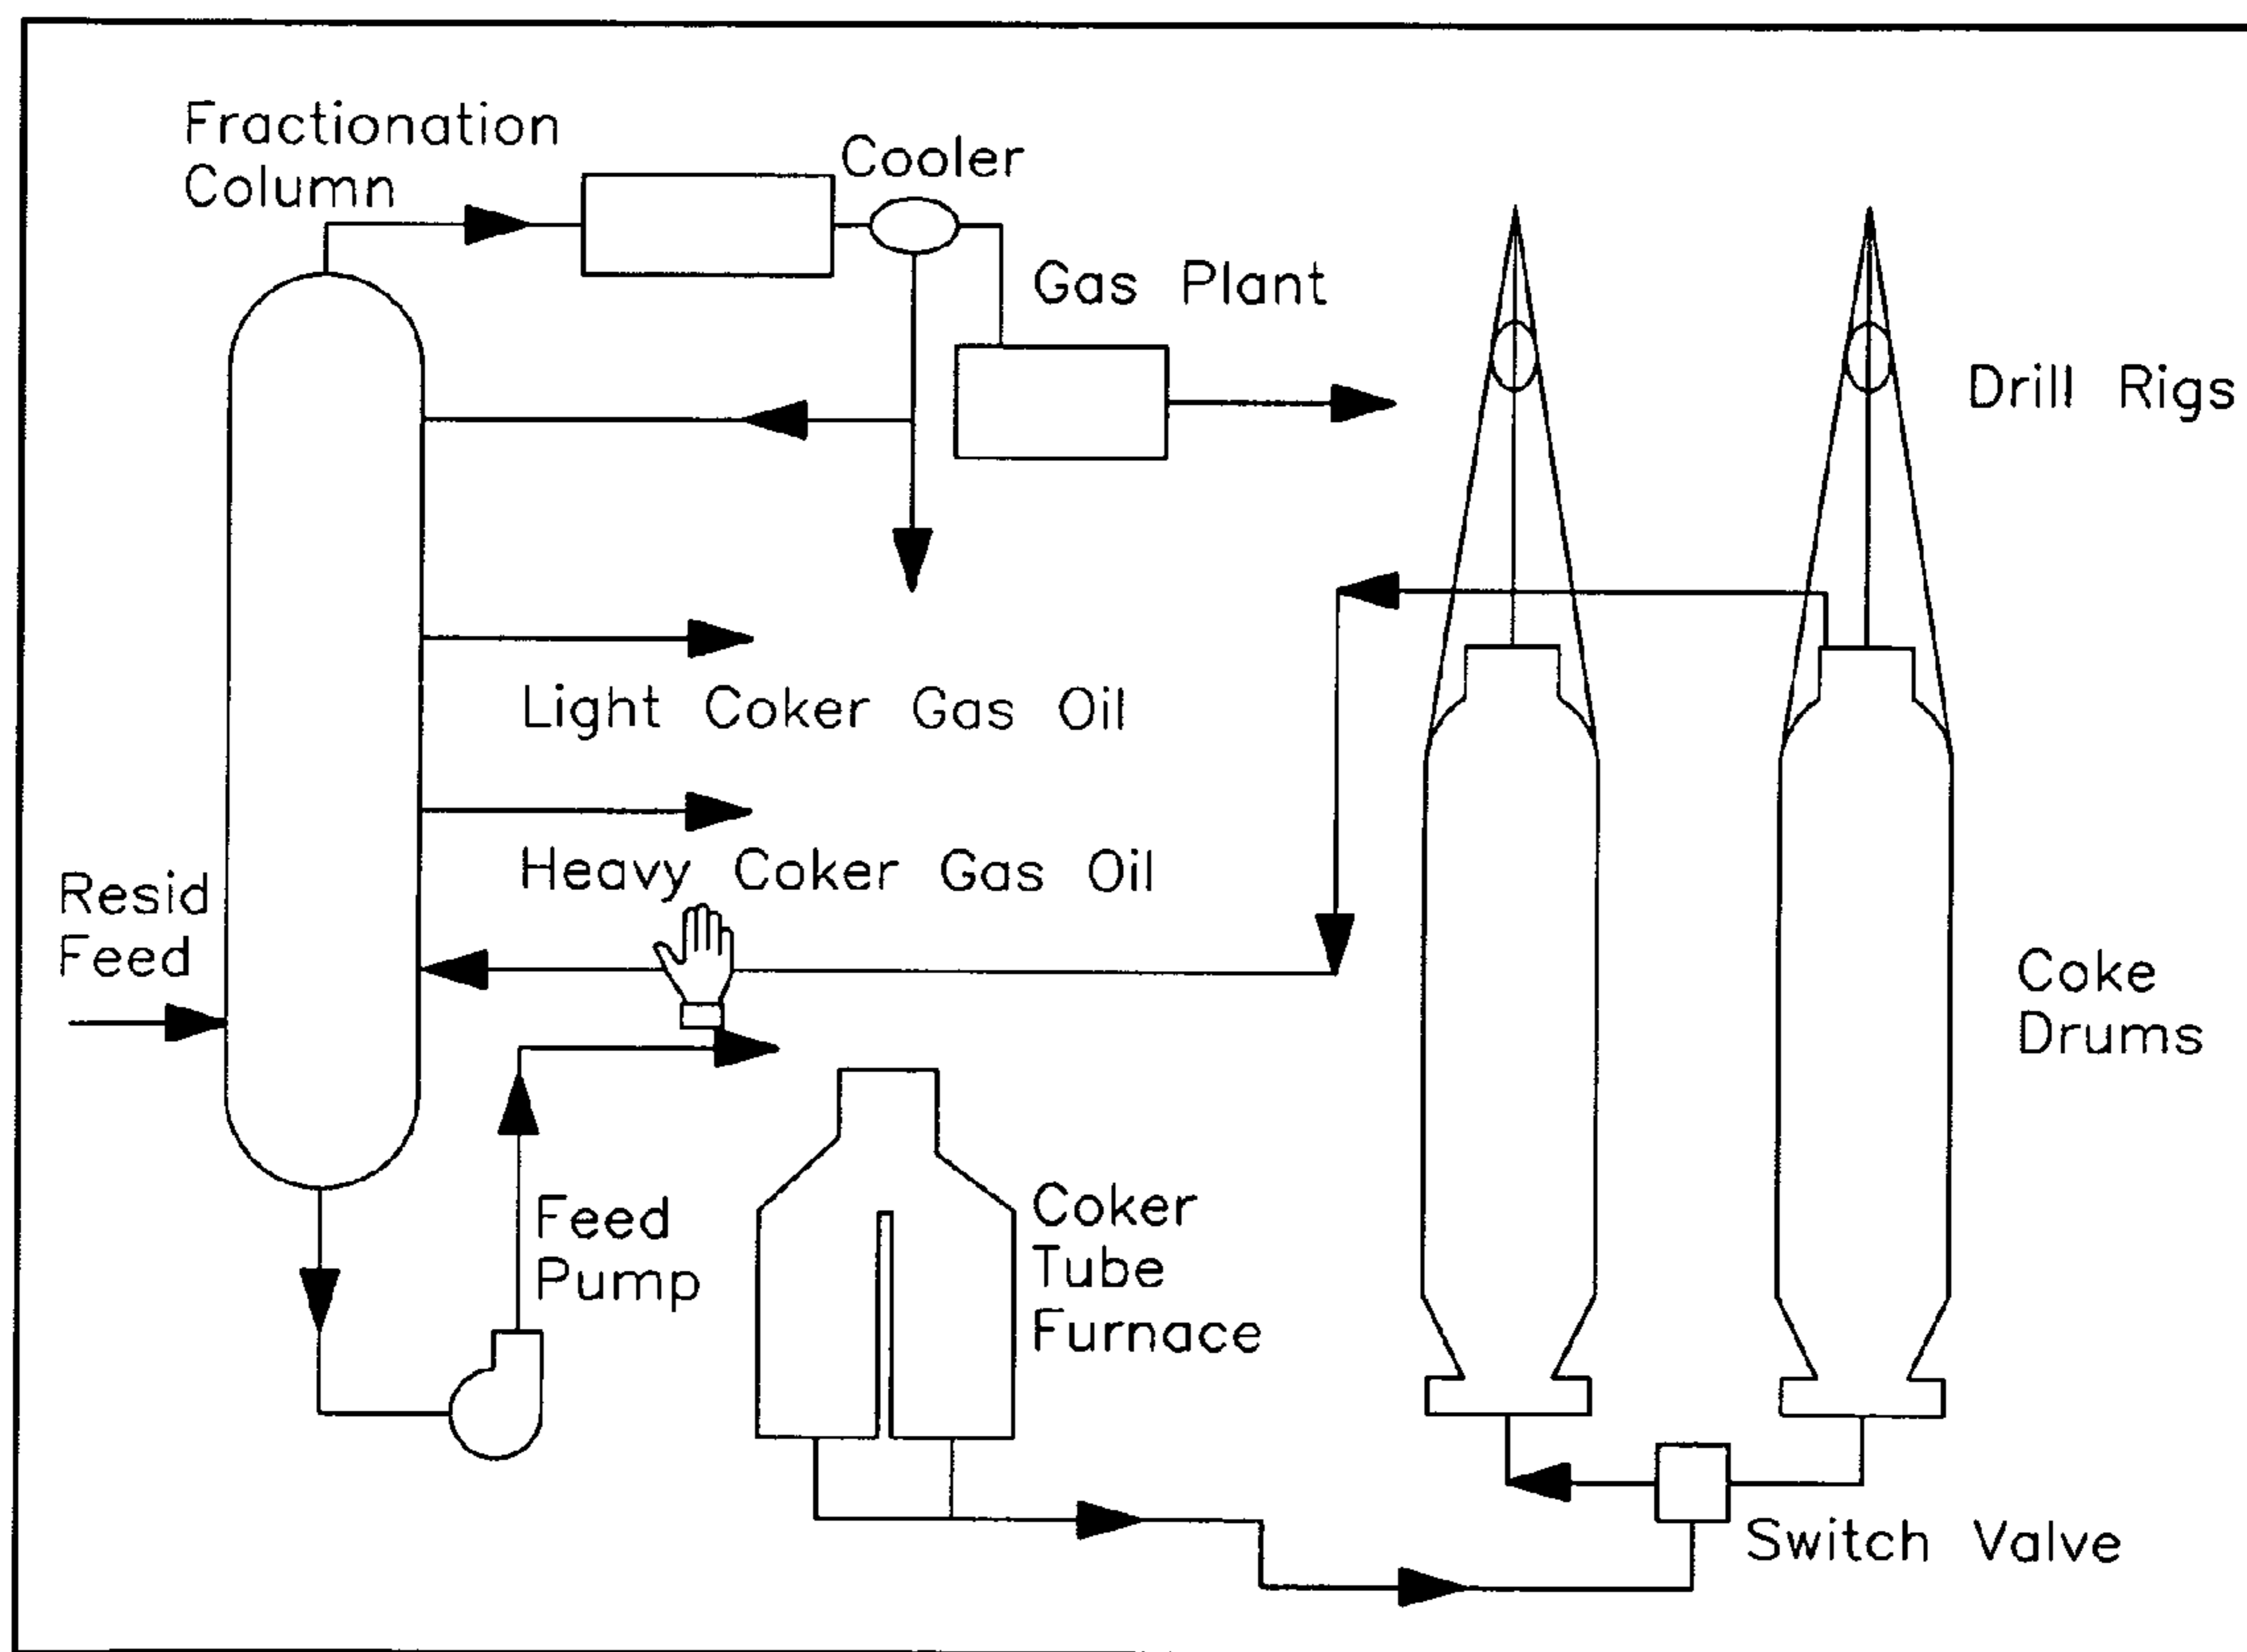 Fractionation
Column
Cooler
Gas Plant
Drill Rigs
Light Coker Gas Oil
Heavy Coker Gas Oil
Resid
Feed
Coke
Drums
Feed
Pump
Coker
Tube
Furnace
Switch Valve